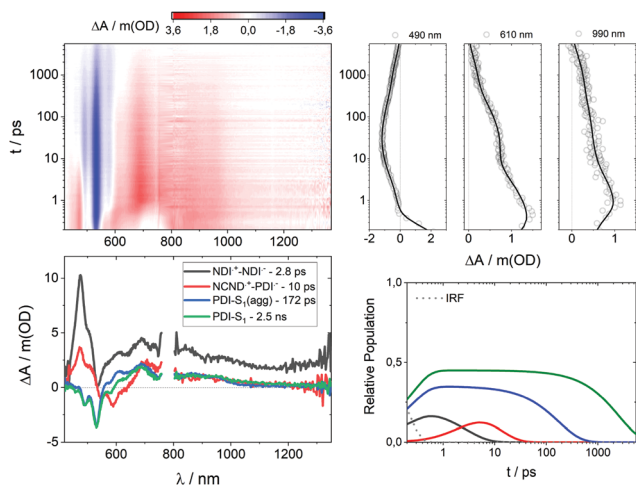 ΔA / m(OD)
3,6 1,8 0,0 -1,8 -3,6
t / ps
1000
100
10
1
600 800 1000 1200
490 nm 610 nm 990 nm
1000
100
10
1
-2 0 2 0 1 0 1
ΔA / m(OD)
ΔA / m(OD)
10
5
0
-5
NDI·⁺-NDI·⁻ - 2.8 ps
NCND·⁺-PDI·⁻ - 10 ps
PDI-S₁(agg) - 172 ps
PDI-S₁ - 2.5 ns
600 800 1000 1200
λ / nm
Relative Population
1,0
0,5
0,0
IRF
1 10 100 1000
t / ps